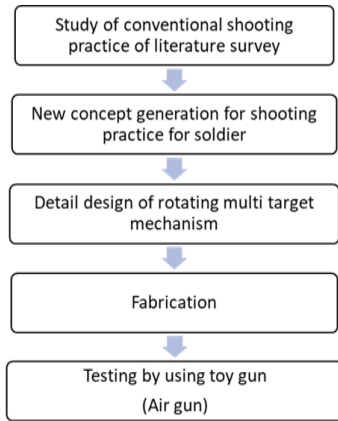 Study of conventional shooting
practice of literature survey
New concept generation for shooting
practice for soldier
Detail design of rotating multi target
mechanism
Fabrication
Testing by using toy gun
(Air gun)